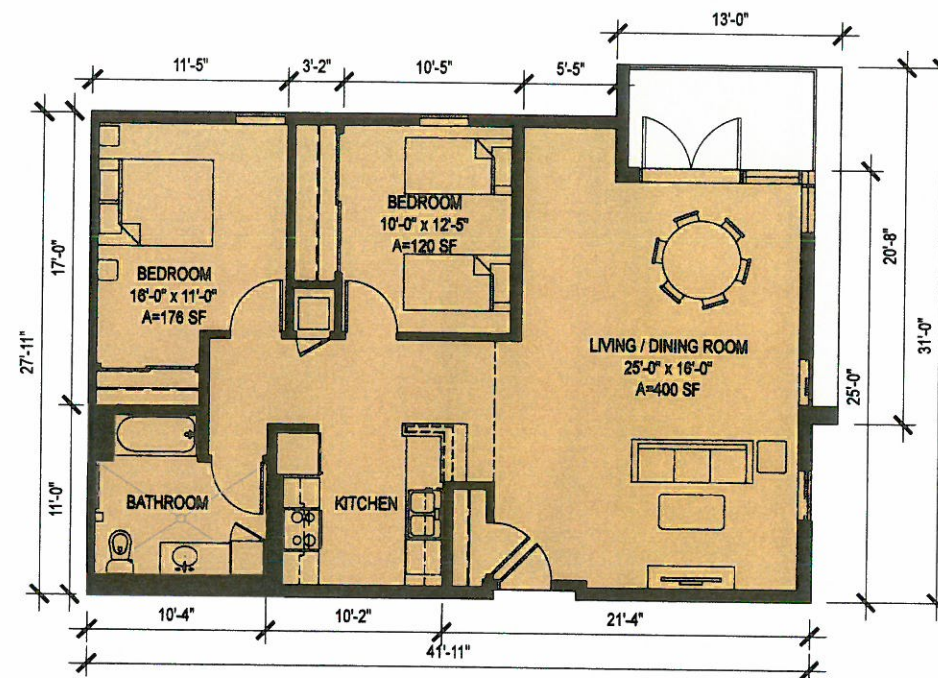 13'-0"
11'-5"
3'-2"
10'-5"
5'-5"
BEDROOM
10'-0" x 12'-5"
A=120 SF
17'-0"
20'-8"
BEDROOM
16'-0" x 11'-0"
A=176 SF
27'-11"
31'-0"
LIVING / DINING ROOM
25'-0" x 16'-0"
A=400 SF
25'-0"
11'-0"
BATHROOM
KITCHEN
10'-4"
10'-2"
21'-4"
41'-11"